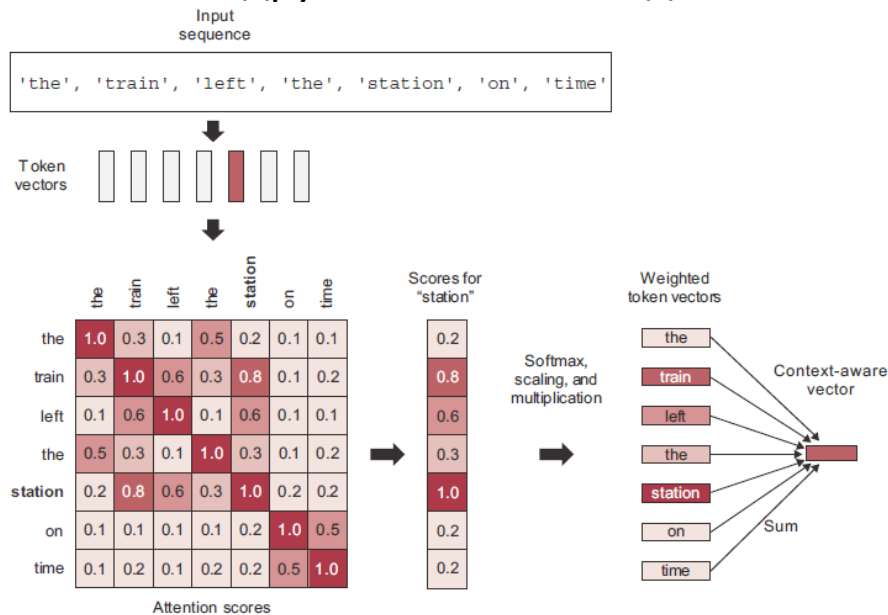 Input
sequence
'the', 'train', 'left', 'the', 'station', 'on', 'time'
Token
vectors
the train left the station on time
the 1.0 0.3 0.1 0.5 0.2 0.1 0.1
train 0.3 1.0 0.6 0.3 0.8 0.1 0.2
left 0.1 0.6 1.0 0.1 0.6 0.1 0.1
the 0.5 0.3 0.1 1.0 0.3 0.1 0.2
station 0.2 0.8 0.6 0.3 1.0 0.2 0.2
on 0.1 0.1 0.1 0.1 0.2 1.0 0.5
time 0.1 0.2 0.1 0.2 0.2 0.5 1.0
Attention scores
Scores for
"station"
0.2
0.8
0.6
0.3
1.0
0.2
0.2
Softmax,
scaling, and
multiplication
Weighted
token vectors
the
train
left
the
station
on
time
Sum
Context-aware
vector